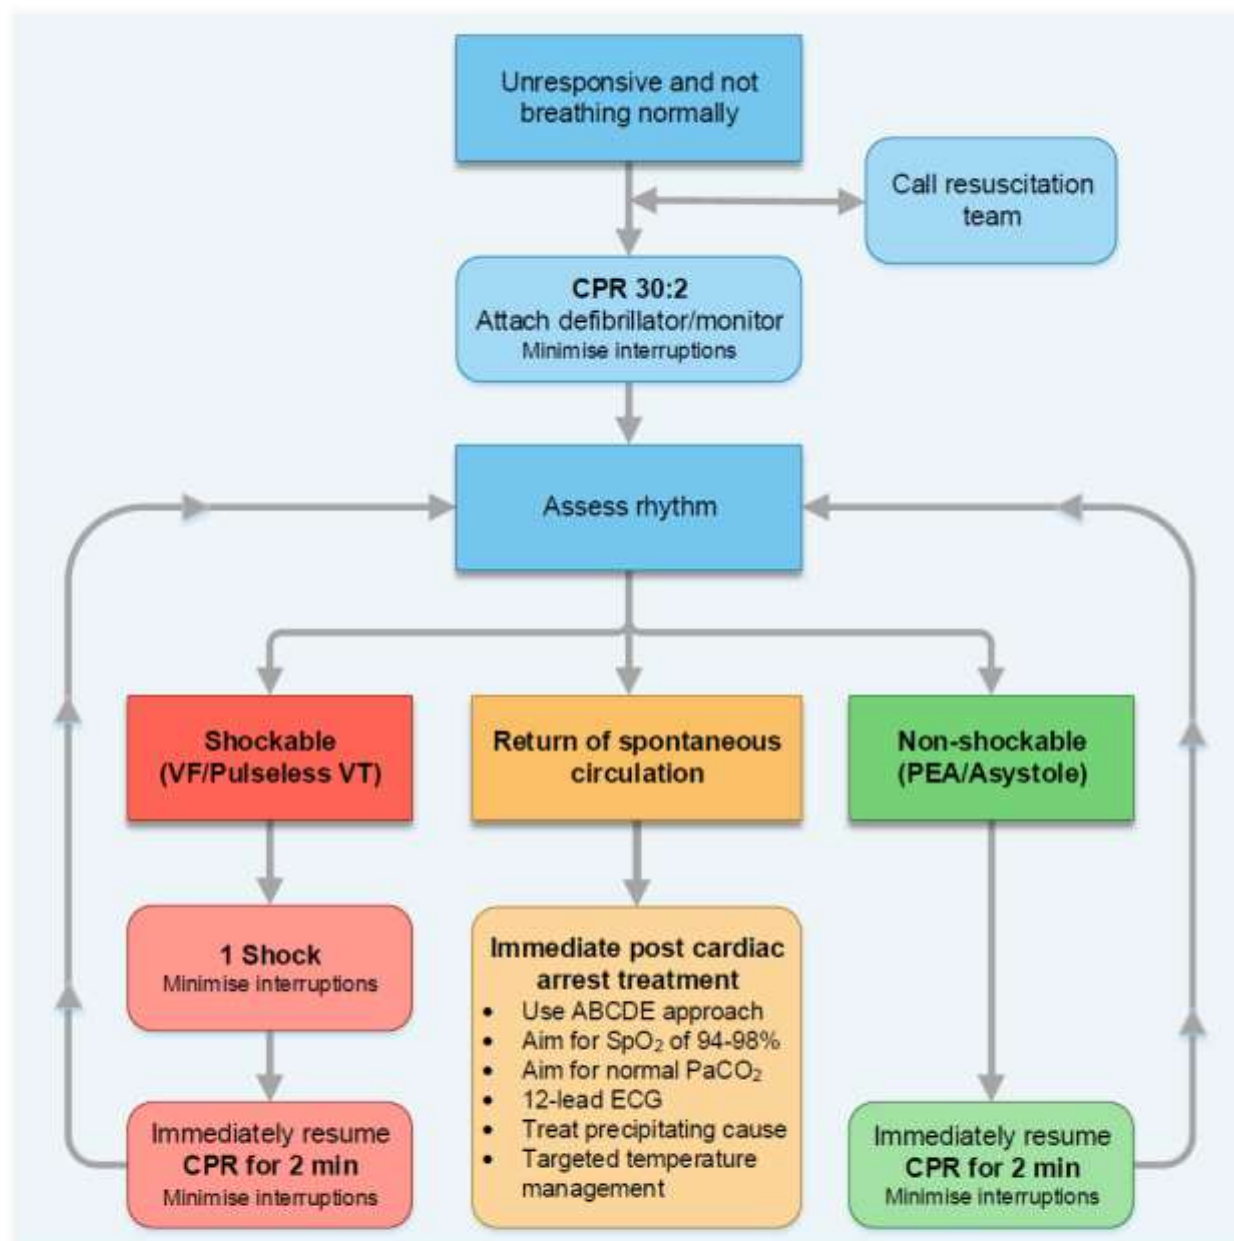 Unresponsive and not
breathing normally
Call resuscitation
team
CPR 30:2
Attach defibrillator/monitor
Minimise interruptions
Assess rhythm
Shockable
(VF/Pulseless VT)
Return of spontaneous
circulation
Non-shockable
(PEA/Asystole)
1 Shock
Minimise interruptions
Immediately resume
CPR for 2 min
Minimise interruptions
Immediate post cardiac
arrest treatment
• Use ABCDE approach
• Aim for SpO₂ of 94-98%
• Aim for normal PaCO₂
• 12-lead ECG
• Treat precipitating cause
• Targeted temperature
management
Immediately resume
CPR for 2 min
Minimise interruptions